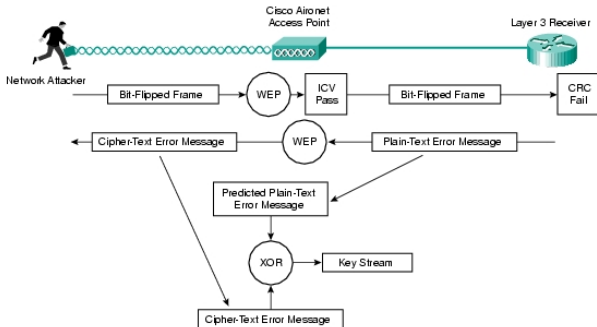 Cisco Aironet
Access Point
Layer 3 Receiver
Network Attacker
Bit-Flipped Frame
WEP
ICV
Pass
Bit-Flipped Frame
CRC
Fail
Cipher-Text Error Message
WEP
Plain-Text Error Message
Predicted Plain-Text
Error Message
XOR
Key Stream
Cipher-Text Error Message